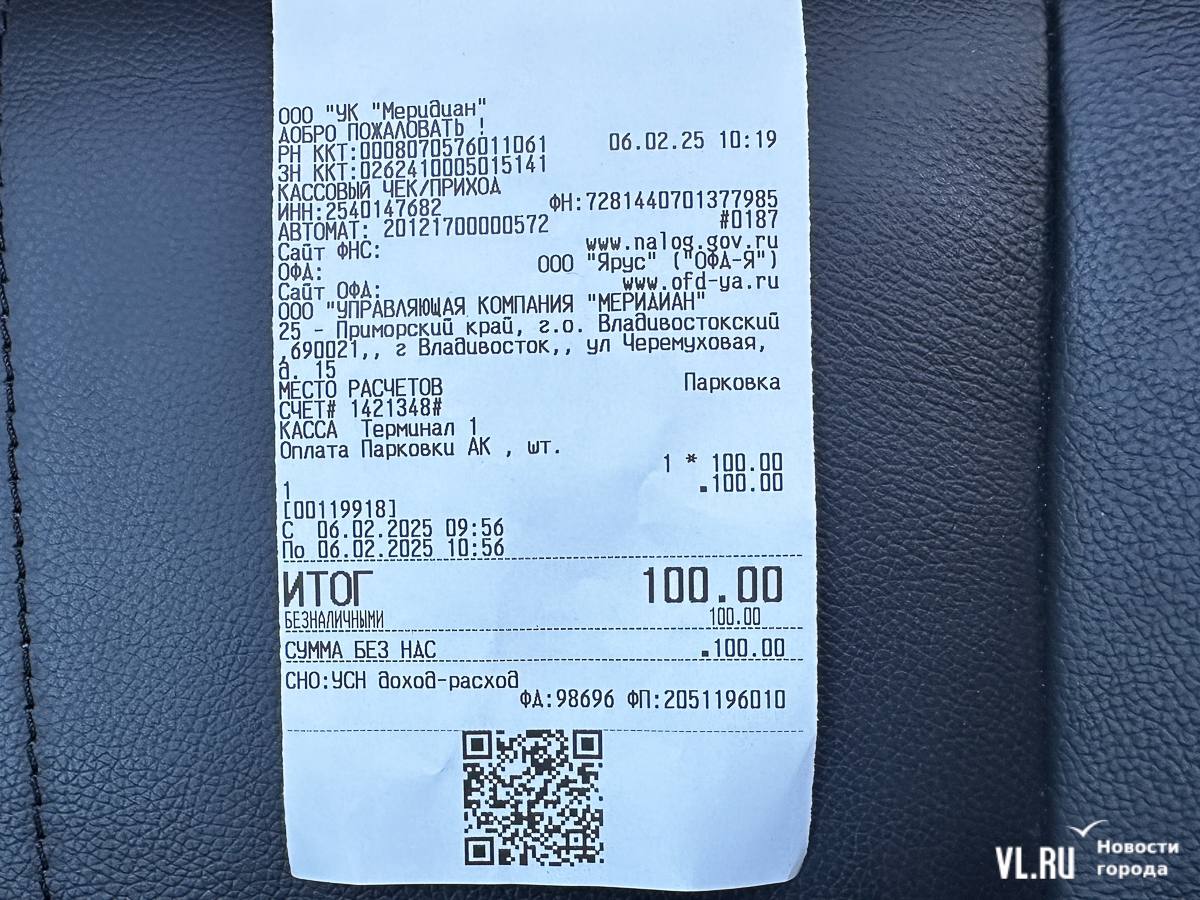 ООО "УК "Меридиан"
ДОБРО ПОЖАЛОВАТЬ !
РН ККТ:0008070576011061 06.02.25 10:19
ЗН ККТ:0262410005015141
КАССОВЫЙ ЧЕК/ПРИХОД
ИНН:2540147682 ФН:7281440701377985
АВТОМАТ: 20121700000572 #0187
Сайт ФНС: www.nalog.gov.ru
ОФД: ООО "Ярус" ("ОФД-Я")
Сайт ОФД: www.ofd-ya.ru
ООО "УПРАВЛЯЮЩАЯ КОМПАНИЯ "МЕРИДИАН"
25 - Приморский край, г.о. Владивостокский
,690021,, г Владивосток,, ул Черемуховая,
д. 15
МЕСТО РАСЧЕТОВ Парковка
СЧЕТ# 1421348#
КАССА Терминал 1
Оплата Парковки АК , шт.
1 * 100.00
.100.00
1
[00119918]
С 06.02.2025 09:56
По 06.02.2025 10:56
ИТОГ 100.00
БЕЗНАЛИЧНЫМИ 100.00
СУММА БЕЗ НДС .100.00
СНО:УСН доход-расход
ФД:98696 ФП:2051196010
VL.RU Новости города